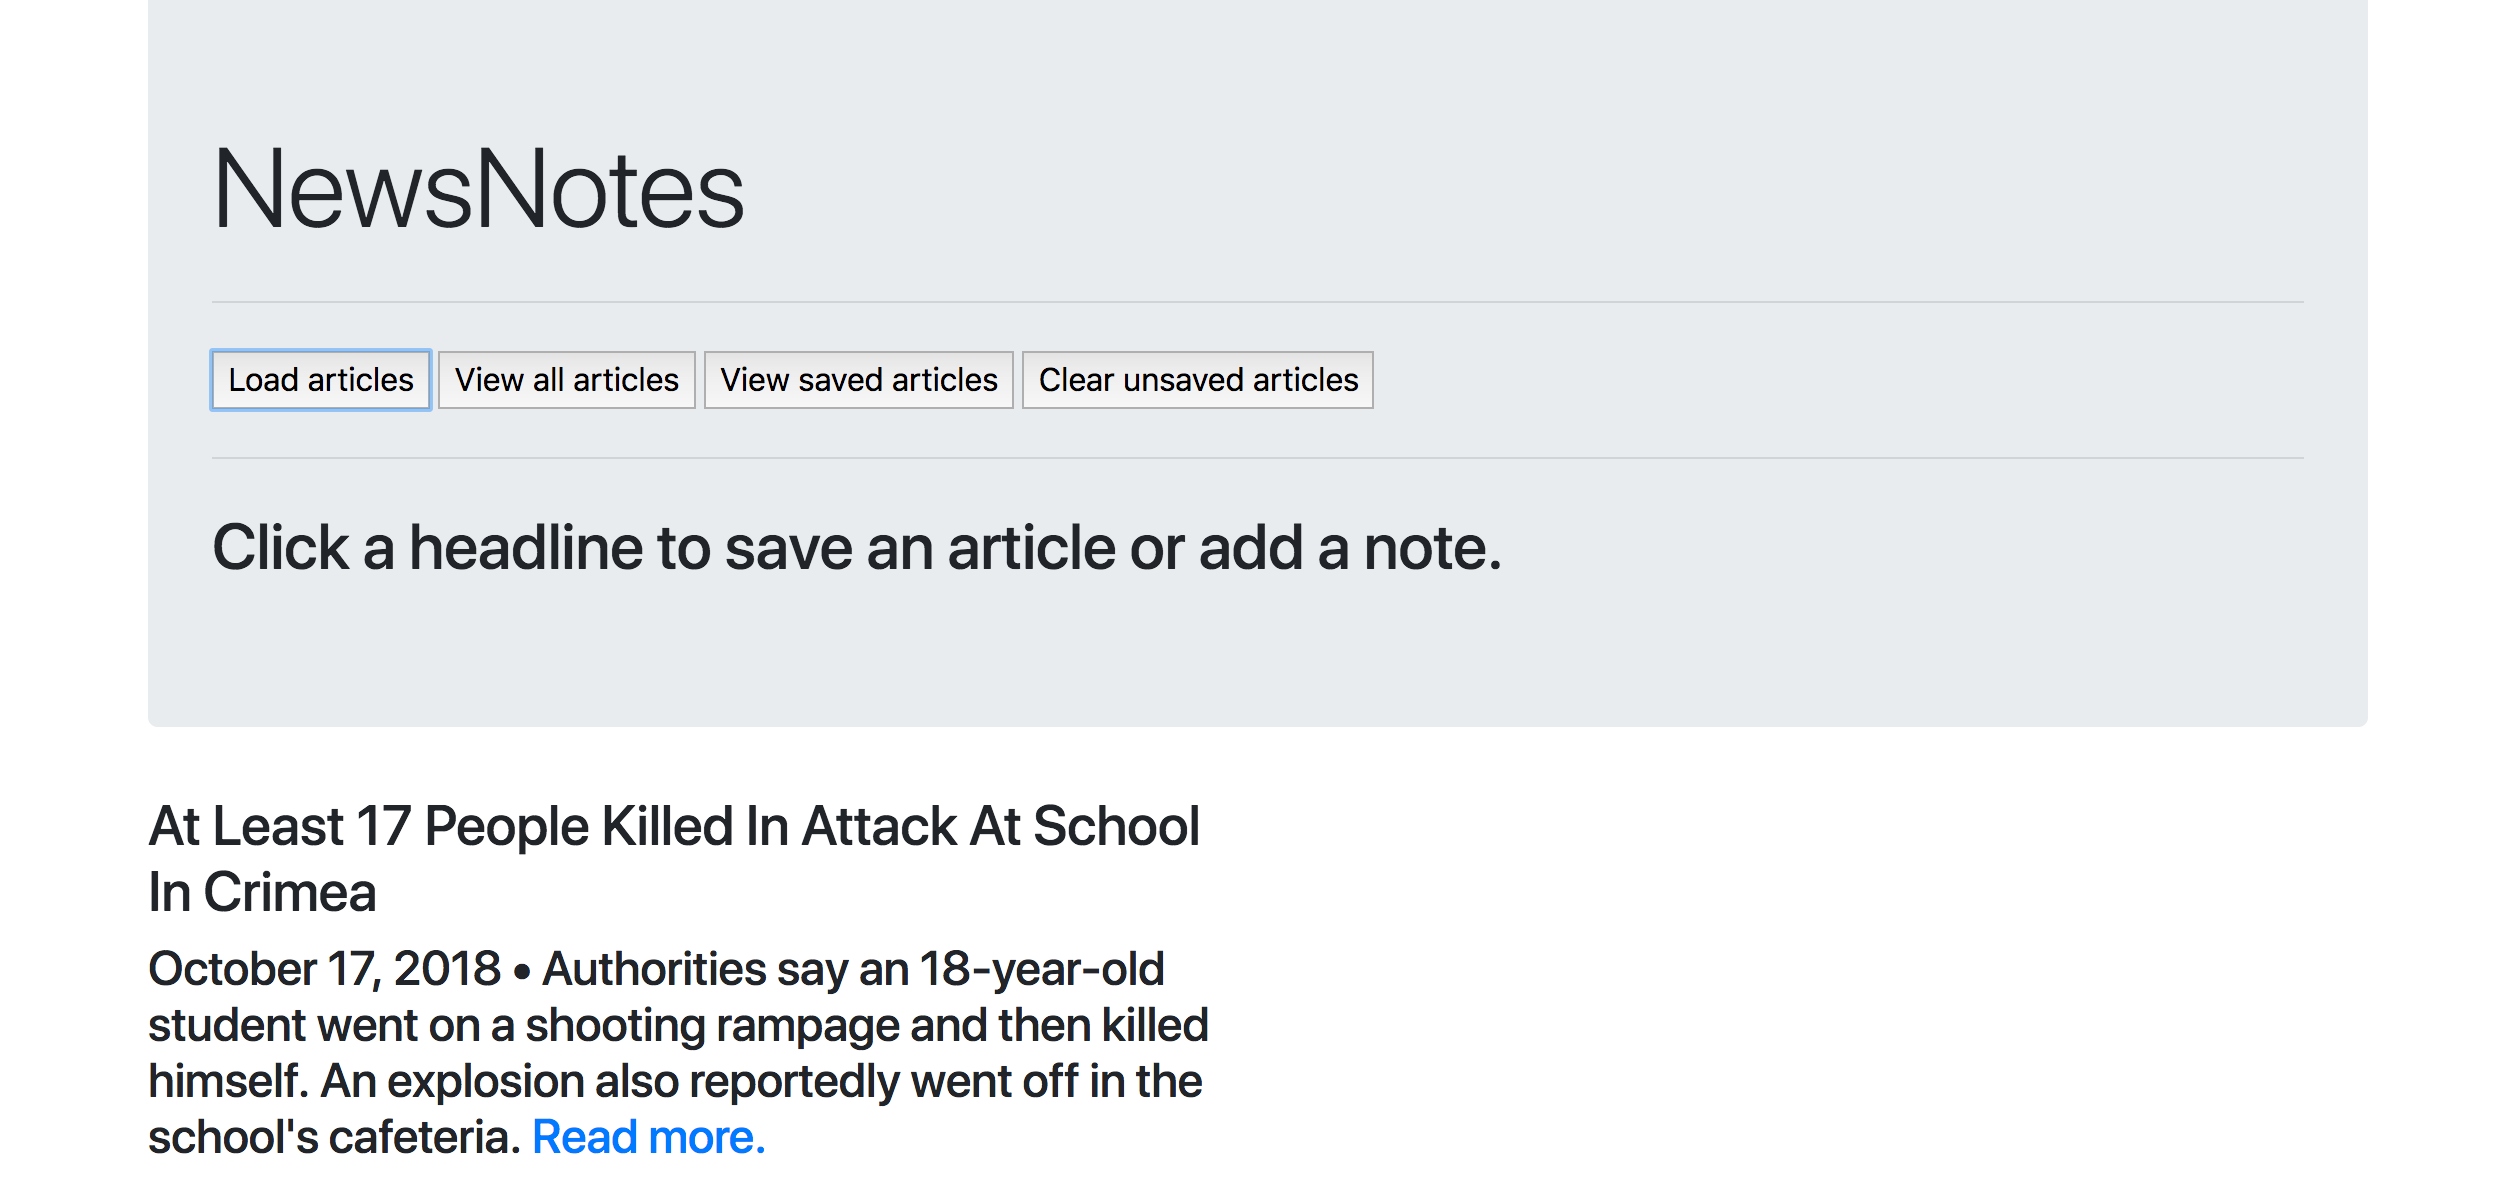 NewsNotes
Load articles View all articles View saved articles Clear unsaved articles
Click a headline to save an article or add a note.
At Least 17 People Killed In Attack At School
In Crimea
October 17, 2018 • Authorities say an 18-year-old
student went on a shooting rampage and then killed
himself. An explosion also reportedly went off in the
school's cafeteria. Read more.